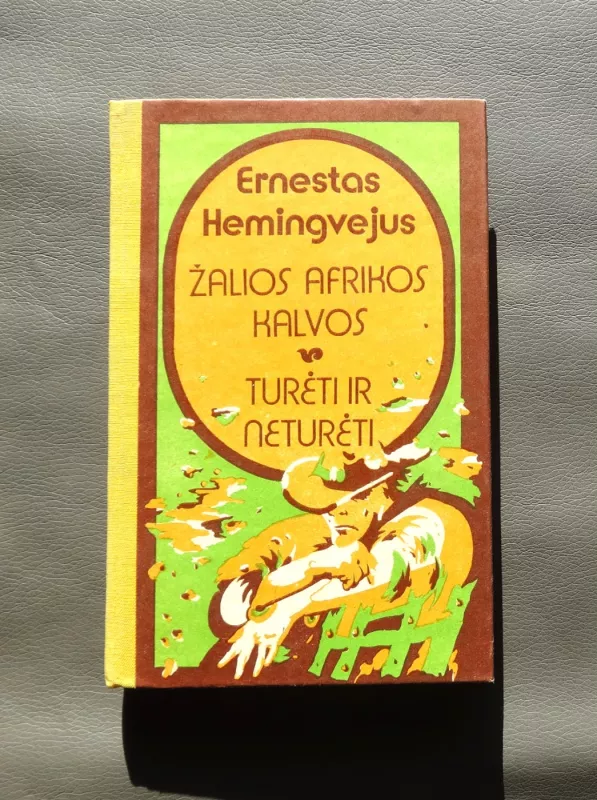 Ernestas
Hemingvejus
ŽALIOS AFRIKOS
KALVOS
TURĖTI IR
NETURĖTI